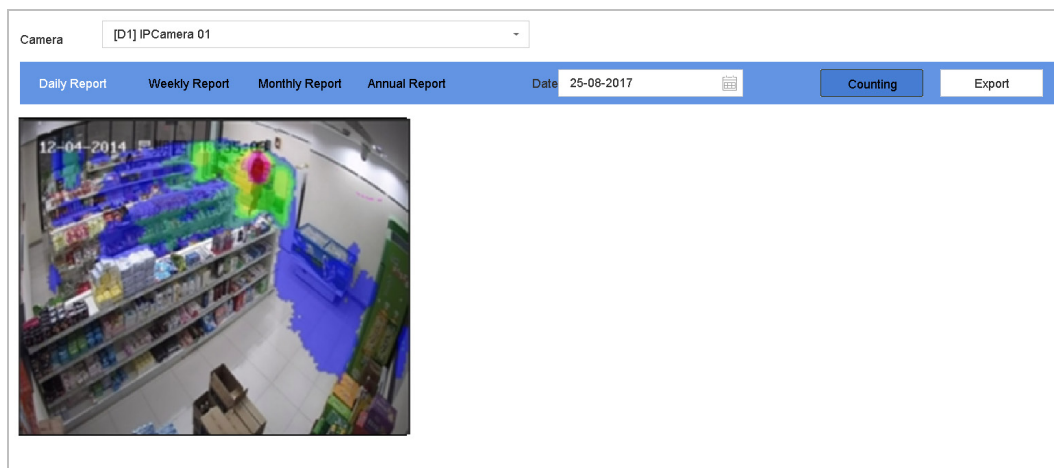 Camera [D1] IPCamera 01
Daily Report Weekly Report Monthly Report Annual Report Date 25-08-2017 Counting Export
12-04-2014